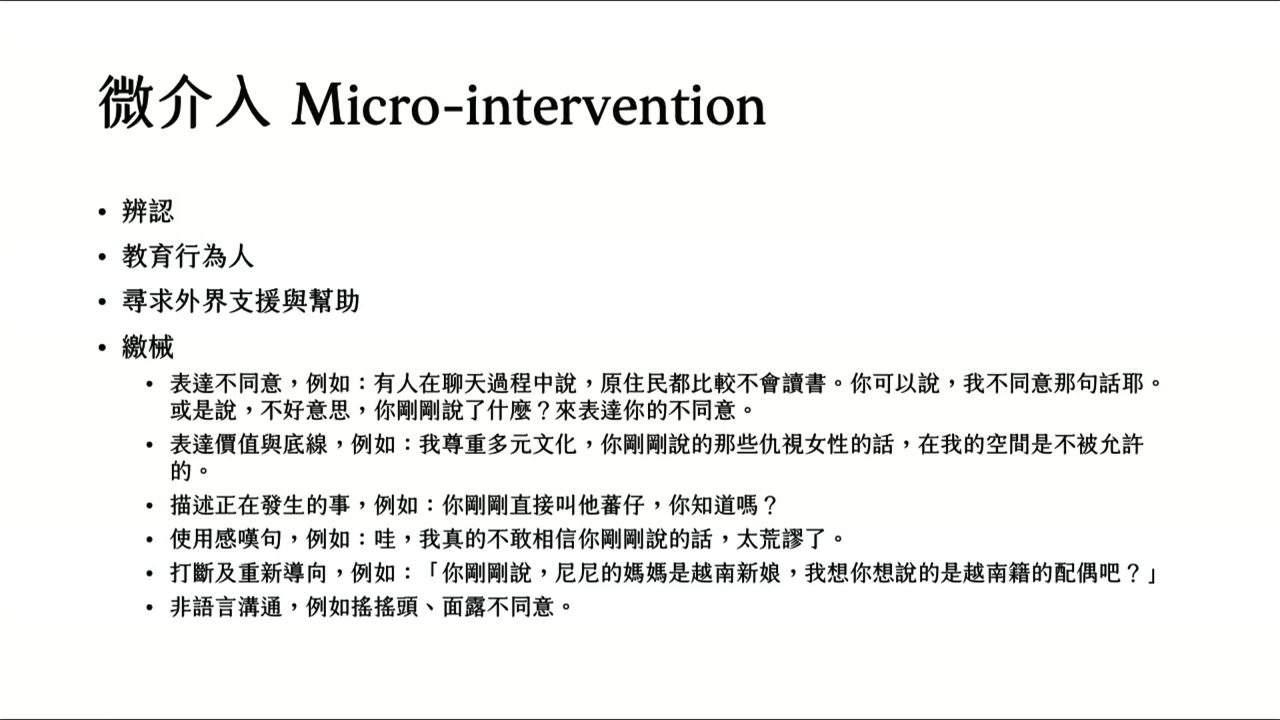 微介入 Micro-intervention
• 辨認
• 教育行為人
• 尋求外界支援與幫助
• 繳械
• 表達不同意，例如：有人在聊天過程中說，原住民都比較不會讀書。你可以說，我不同意那句話耶。
或是說，不好意思，你剛剛說了什麼？來表達你的不同意。
• 表達價值與底線，例如：我尊重多元文化，你剛剛說的那些仇視女性的話，在我的空間是不被允許
的。
• 描述正在發生的事，例如：你剛剛直接叫他蕃仔，你知道嗎？
• 使用感嘆句，例如：哇，我真的不敢相信你剛剛說的話，太荒謬了。
• 打斷及重新導向，例如：「你剛剛說，尼尼的媽媽是越南新娘，我想你想說的是越南籍的配偶吧？」
• 非語言溝通，例如搖搖頭、面露不同意。